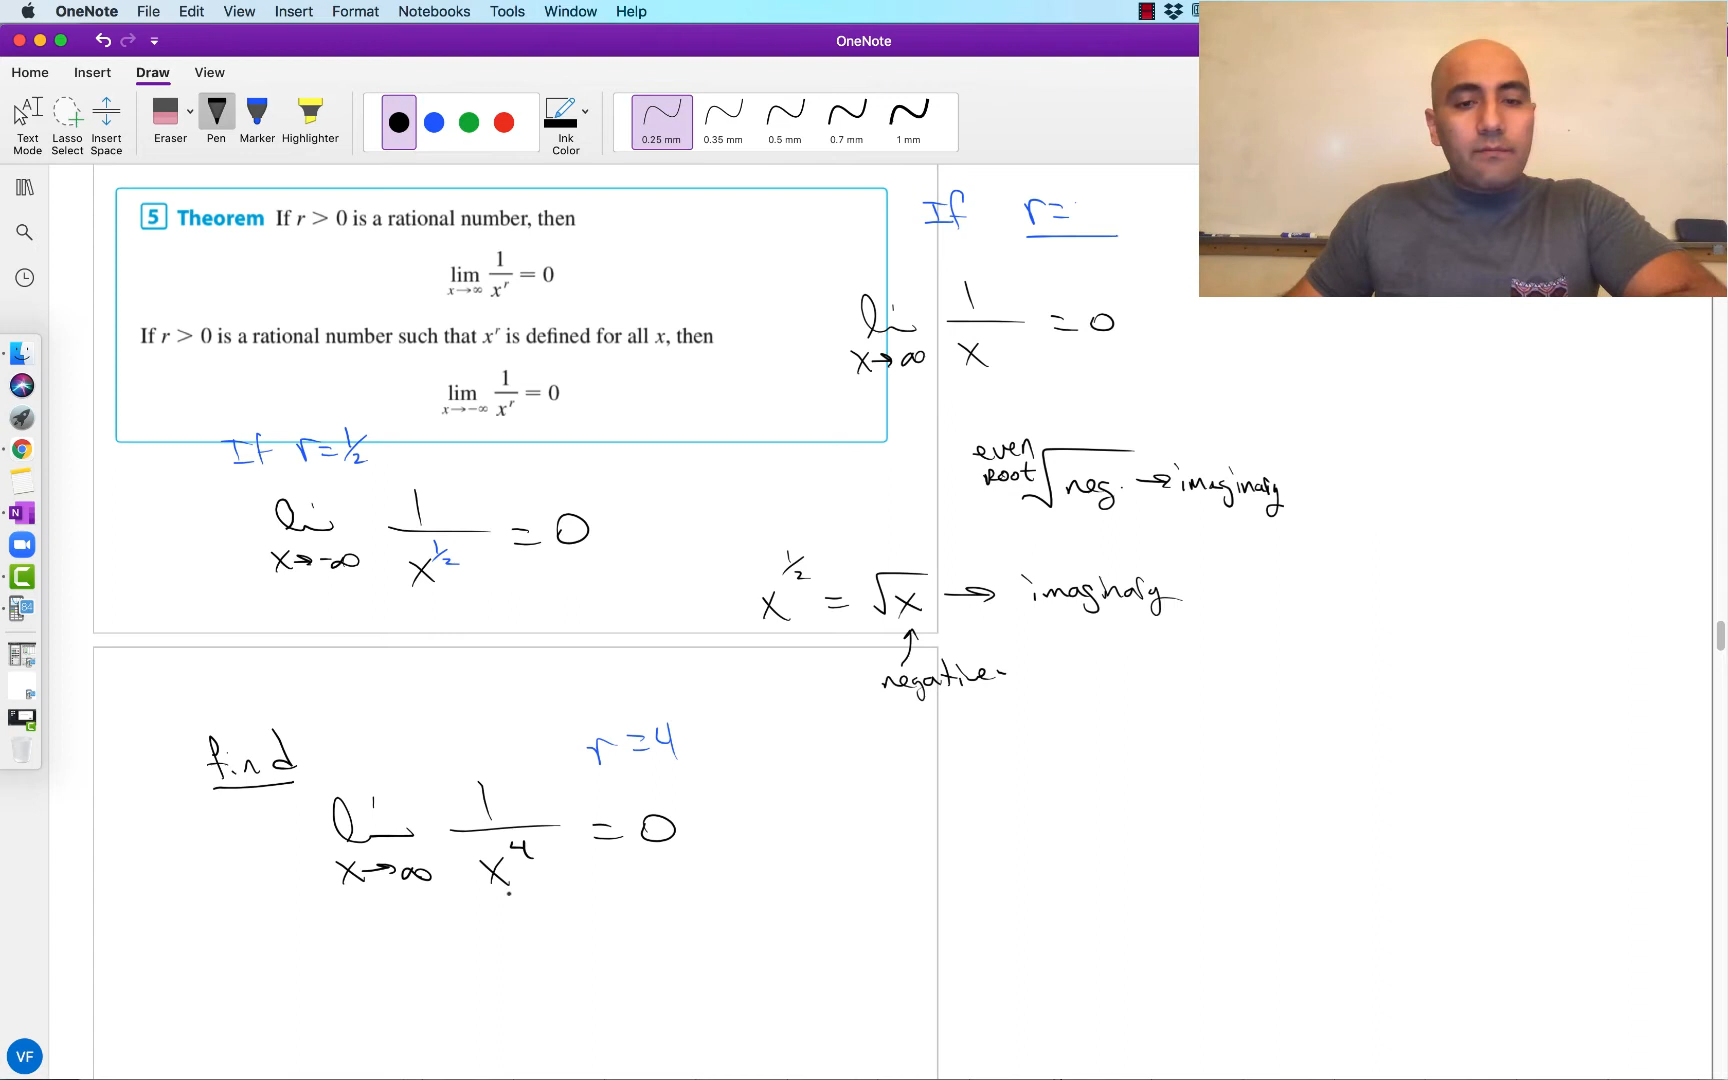 OneNote File Edit View Insert Format Notebooks Tools Window Help
OneNote
Home Insert Draw View
Text Mode Lasso Select Insert Space Eraser Pen Marker Highlighter Ink Color 0.25 mm 0.35 mm 0.5 mm 0.7 mm 1 mm
5 Theorem If r > 0 is a rational number, then
lim x→∞ 1/x^r = 0
If r > 0 is a rational number such that x^r is defined for all x, then
lim x→−∞ 1/x^r = 0
If r=
lim x→∞ 1/x = 0
If r=1/2
lim x→-∞ 1/x^1/2 = 0
even root √neg. → imaginary
x^1/2 = √x → imaginary
negative
find
r=4
lim x→∞ 1/x^4 = 0
VF